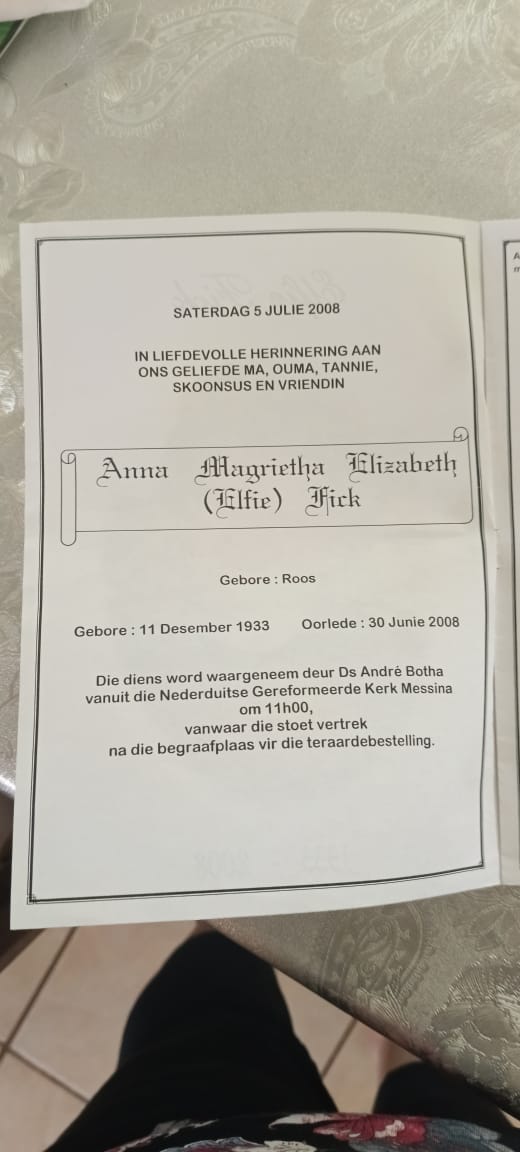 SATERDAG 5 JULIE 2008
IN LIEFDEVOLLE HERINNERING AAN
ONS GELIEFDE MA, OUMA, TANNIE,
SKOONSUS EN VRIENDIN
Anna Magrietha Elizabeth
(Elfie) Fick
Gebore : Roos
Gebore : 11 Desember 1933 Oorlede : 30 Junie 2008
Die diens word waargeneem deur Ds André Botha
vanuit die Nederduitse Gereformeerde Kerk Messina
om 11h00,
vanwaar die stoet vertrek
na die begraafplaas vir die teraardebestelling.